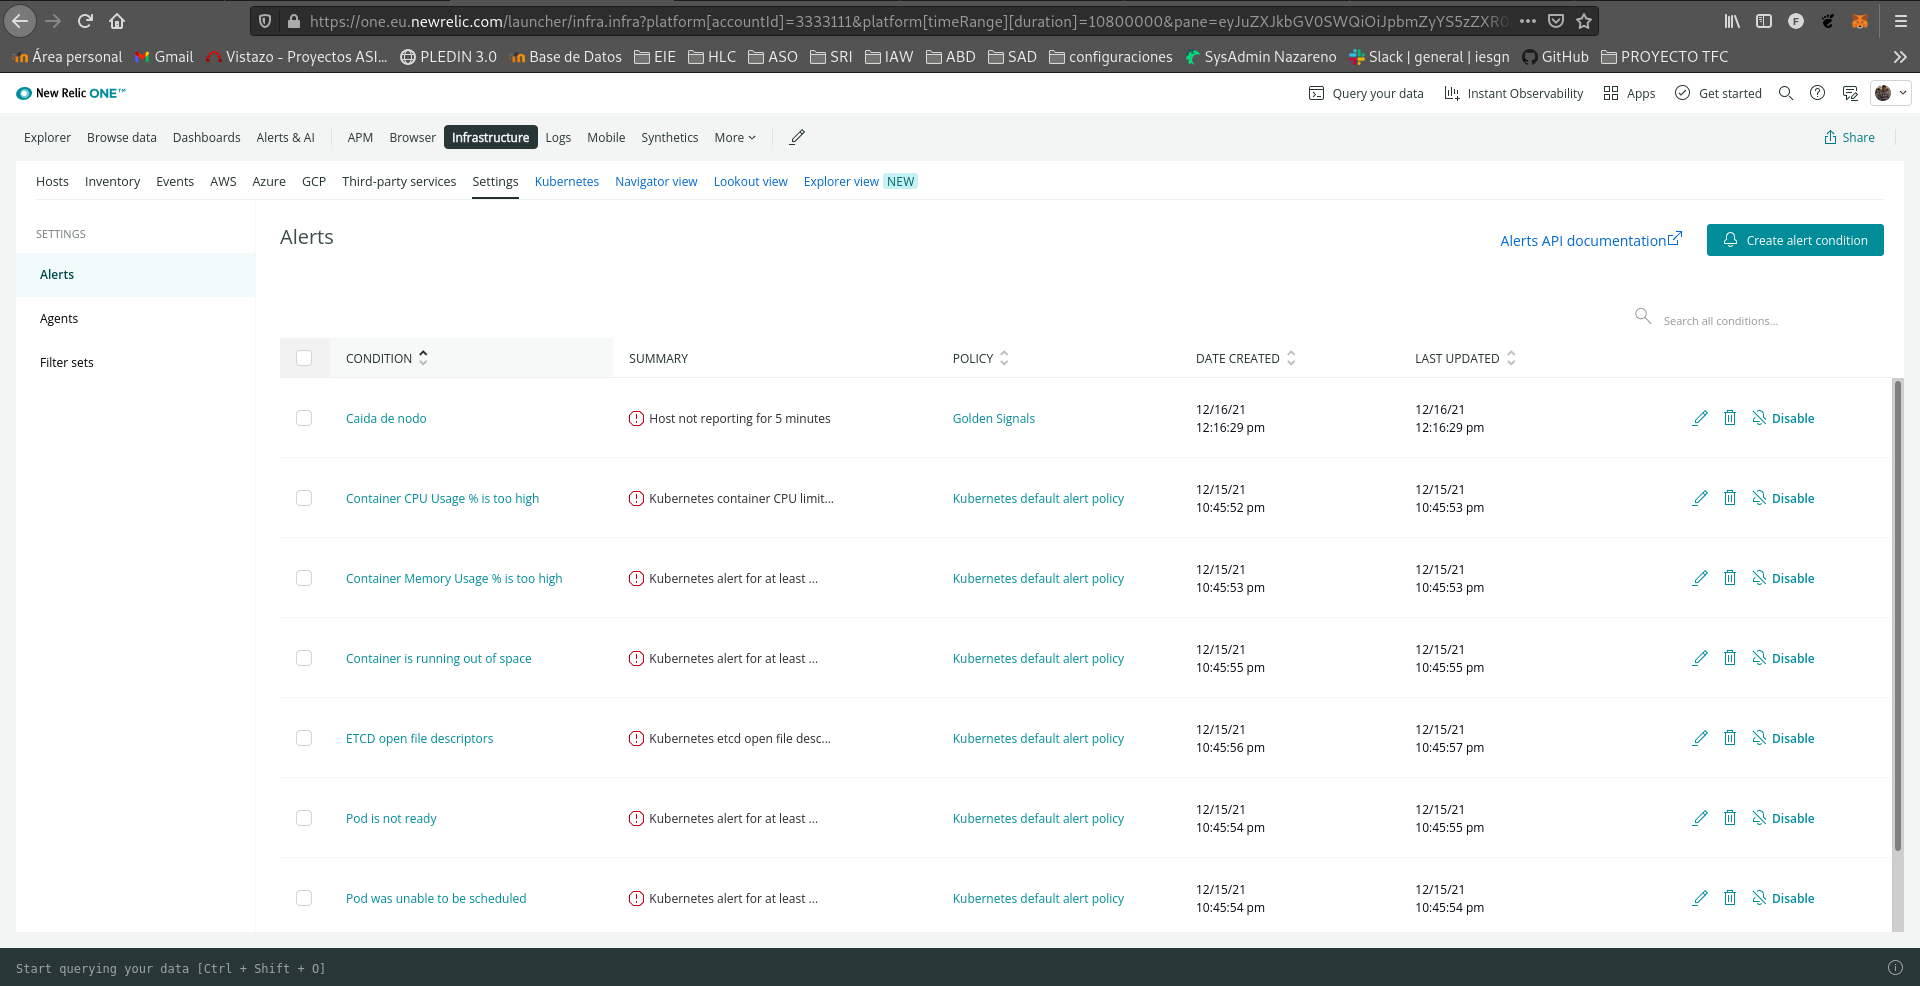 https://one.eu.newrelic.com/launcher/infra.infra?platform[accountId]=3333111&platform[timeRange][duration]=10800000&pane=eyJuZXJkbGV0SWQiOiJpbmZyYS5zZXR0
Área personal Gmail Vistazo - Proyectos ASI... PLEDIN 3.0 Base de Datos EIE HLC ASO SRI IAW ABD SAD configuraciones SysAdmin Nazareno Slack | general | iesgn GitHub PROYECTO TFC
New Relic ONE™ Query your data Instant Observability Apps Get started
Explorer Browse data Dashboards Alerts & AI APM Browser Infrastructure Logs Mobile Synthetics More Share
Hosts Inventory Events AWS Azure GCP Third-party services Settings Kubernetes Navigator view Lookout view Explorer view NEW
SETTINGS
Alerts
Agents
Filter sets
Alerts
Alerts API documentation
Create alert condition
Search all conditions...
CONDITION SUMMARY POLICY DATE CREATED LAST UPDATED
Caida de nodo Host not reporting for 5 minutes Golden Signals 12/16/21 12/16/21 Disable
12:16:29 pm 12:16:29 pm
Container CPU Usage % is too high Kubernetes container CPU limit... Kubernetes default alert policy 12/15/21 12/15/21 Disable
10:45:52 pm 10:45:53 pm
Container Memory Usage % is too high Kubernetes alert for at least ... Kubernetes default alert policy 12/15/21 12/15/21 Disable
10:45:53 pm 10:45:53 pm
Container is running out of space Kubernetes alert for at least ... Kubernetes default alert policy 12/15/21 12/15/21 Disable
10:45:55 pm 10:45:55 pm
ETCD open file descriptors Kubernetes etcd open file desc... Kubernetes default alert policy 12/15/21 12/15/21 Disable
10:45:56 pm 10:45:57 pm
Pod is not ready Kubernetes alert for at least ... Kubernetes default alert policy 12/15/21 12/15/21 Disable
10:45:54 pm 10:45:55 pm
Pod was unable to be scheduled Kubernetes alert for at least ... Kubernetes default alert policy 12/15/21 12/15/21 Disable
10:45:54 pm 10:45:54 pm
Start querying your data [Ctrl + Shift + O]